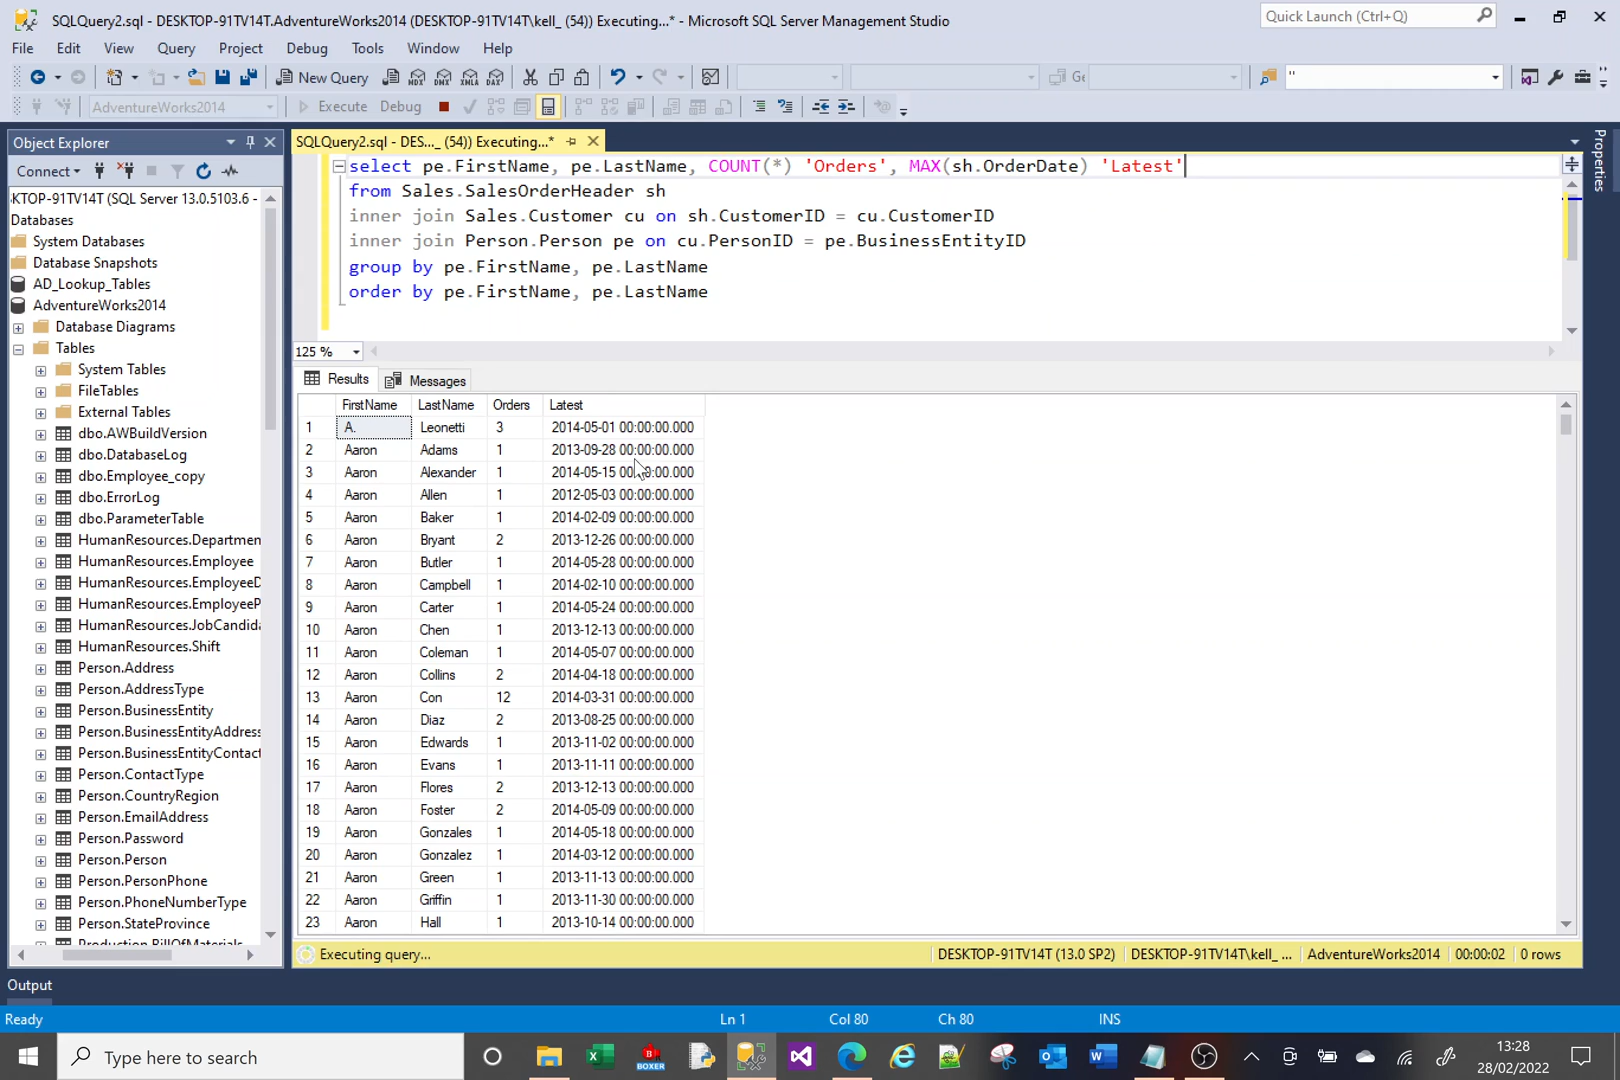 SQLQuery2.sql - DESKTOP-91TV14T.AdventureWorks2014 (DESKTOP-91TV14T\kell_ (54)) Executing...* - Microsoft SQL Server Management Studio
Quick Launch (Ctrl+Q)
File Edit View Query Project Debug Tools Window Help
New Query
MDX DMX XMLA DAX
''
AdventureWorks2014
Execute Debug
Object Explorer
SQLQuery2.sql - DES..._ (54)) Executing...*
Properties
Connect
KTOP-91TV14T (SQL Server 13.0.5103.6 -
Databases
System Databases
Database Snapshots
AD_Lookup_Tables
AdventureWorks2014
Database Diagrams
Tables
System Tables
FileTables
External Tables
dbo.AWBuildVersion
dbo.DatabaseLog
dbo.Employee_copy
dbo.ErrorLog
dbo.ParameterTable
HumanResources.Departmen
HumanResources.Employee
HumanResources.EmployeeD
HumanResources.EmployeeP
HumanResources.JobCandida
HumanResources.Shift
Person.Address
Person.AddressType
Person.BusinessEntity
Person.BusinessEntityAddress
Person.BusinessEntityContact
Person.ContactType
Person.CountryRegion
Person.EmailAddress
Person.Password
Person.Person
Person.PersonPhone
Person.PhoneNumberType
Person.StateProvince
Production.BillOfMaterials
select pe.FirstName, pe.LastName, COUNT(*) 'Orders', MAX(sh.OrderDate) 'Latest'
from Sales.SalesOrderHeader sh
inner join Sales.Customer cu on sh.CustomerID = cu.CustomerID
inner join Person.Person pe on cu.PersonID = pe.BusinessEntityID
group by pe.FirstName, pe.LastName
order by pe.FirstName, pe.LastName
125 %
Results Messages
FirstName LastName Orders Latest
1 A. Leonetti 3 2014-05-01 00:00:00.000
2 Aaron Adams 1 2013-09-28 00:00:00.000
3 Aaron Alexander 1 2014-05-15 00:00:00.000
4 Aaron Allen 1 2012-05-03 00:00:00.000
5 Aaron Baker 1 2014-02-09 00:00:00.000
6 Aaron Bryant 2 2013-12-26 00:00:00.000
7 Aaron Butler 1 2014-05-28 00:00:00.000
8 Aaron Campbell 1 2014-02-10 00:00:00.000
9 Aaron Carter 1 2014-05-24 00:00:00.000
10 Aaron Chen 1 2013-12-13 00:00:00.000
11 Aaron Coleman 1 2014-05-07 00:00:00.000
12 Aaron Collins 2 2014-04-18 00:00:00.000
13 Aaron Con 12 2014-03-31 00:00:00.000
14 Aaron Diaz 2 2013-08-25 00:00:00.000
15 Aaron Edwards 1 2013-11-02 00:00:00.000
16 Aaron Evans 1 2013-11-11 00:00:00.000
17 Aaron Flores 2 2013-12-13 00:00:00.000
18 Aaron Foster 2 2014-05-09 00:00:00.000
19 Aaron Gonzales 1 2014-05-18 00:00:00.000
20 Aaron Gonzalez 1 2014-03-12 00:00:00.000
21 Aaron Green 1 2013-11-13 00:00:00.000
22 Aaron Griffin 1 2013-11-30 00:00:00.000
23 Aaron Hall 1 2013-10-14 00:00:00.000
Executing query... DESKTOP-91TV14T (13.0 SP2) DESKTOP-91TV14T\kell_ ... AdventureWorks2014 00:00:02 0 rows
Output
Ready Ln 1 Col 80 Ch 80 INS
Type here to search
BOXER
13:28
28/02/2022